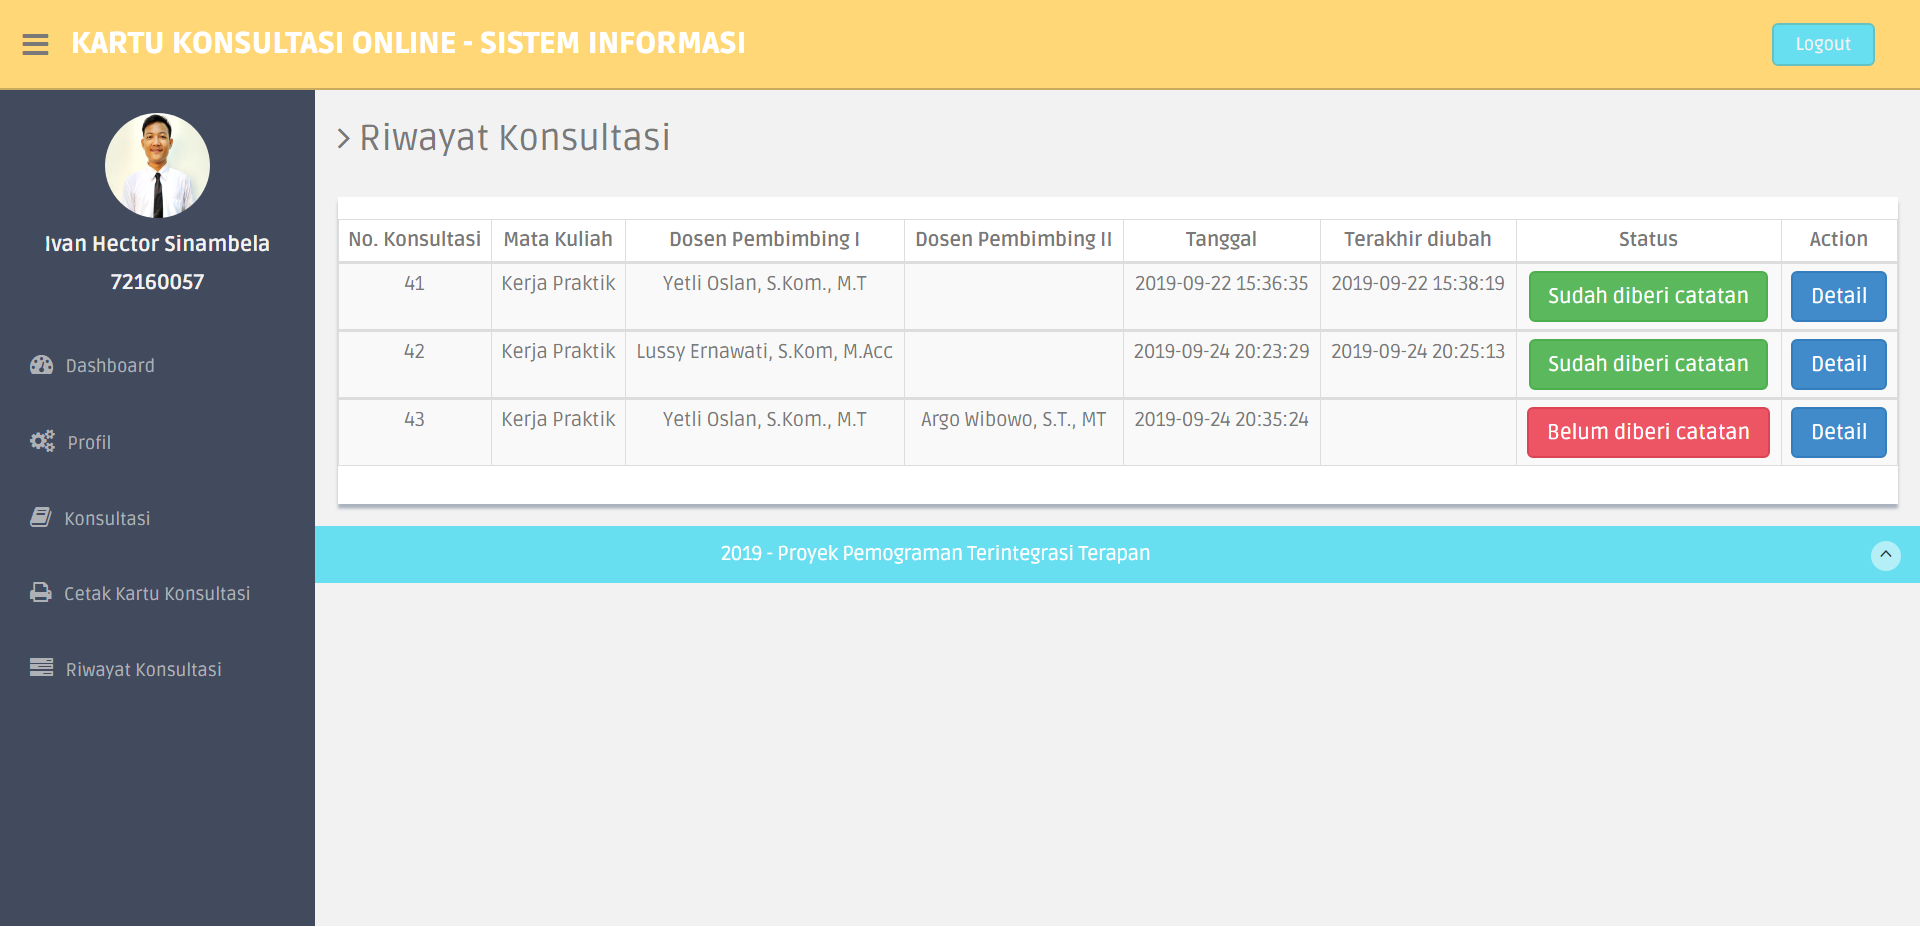 KARTU KONSULTASI ONLINE - SISTEM INFORMASI
Logout
Ivan Hector Sinambela
72160057
Dashboard
Profil
Konsultasi
Cetak Kartu Konsultasi
Riwayat Konsultasi
Riwayat Konsultasi
No. Konsultasi Mata Kuliah Dosen Pembimbing I Dosen Pembimbing II Tanggal Terakhir diubah Status Action
41 Kerja Praktik Yetli Oslan, S.Kom., M.T 2019-09-22 15:36:35 2019-09-22 15:38:19 Sudah diberi catatan Detail
42 Kerja Praktik Lussy Ernawati, S.Kom, M.Acc 2019-09-24 20:23:29 2019-09-24 20:25:13 Sudah diberi catatan Detail
43 Kerja Praktik Yetli Oslan, S.Kom., M.T Argo Wibowo, S.T., MT 2019-09-24 20:35:24 Belum diberi catatan Detail
2019 - Proyek Pemograman Terintegrasi Terapan